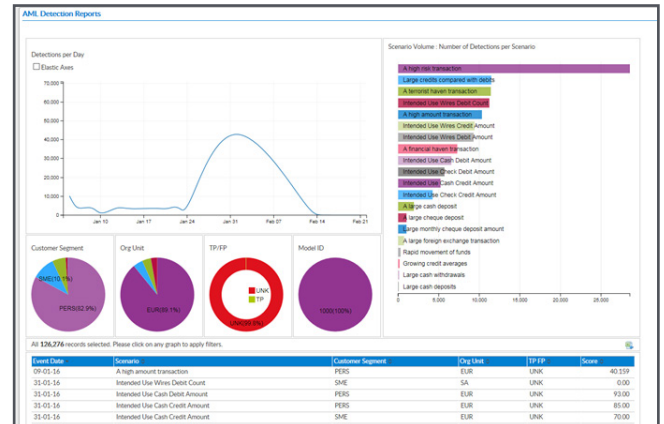 AML Detection Reports
Detections per Day
Elastic Axes
70,000
60,000
50,000
40,000
30,000
20,000
10,000
0
Jan 10 Jan 17 Jan 24 Jan 31 Feb 07 Feb 14 Feb 21
Scenario Volume : Number of Detections per Scenario
A high risk transaction
Large credits compared with debits
A terrorist haven transaction
Intended Use Wires Debit Count
A high amount transaction
Intended Use Wires Credit Amount
Intended Use Wires Debit Amount
A financial haven transaction
Intended Use Cash Debit Amount
Intended Use Check Debit Amount
Intended Use Cash Credit Amount
Intended Use Check Credit Amount
A large cash deposit
A large cheque deposit
Large monthly cheque deposit amount
A large foreign exchange transaction
Rapid movement of funds
Growing credit averages
Large cash withdrawals
Large cash deposits
0 5,000 10,000 15,000 20,000 25,000
Customer Segment
SME(10.1%)
PERS(82.9%)
Org Unit
EUR(89.1%)
TP/FP
UNK
TP
Model ID
1000(100%)
All 126,276 records selected. Please click on any graph to apply filters.
Event Date Scenario Customer Segment Org Unit TP FP Score
09-01-16 A high amount transaction PERS EUR UNK 40.159
31-01-16 Intended Use Wires Debit Count SME SA UNK 0.00
31-01-16 Intended Use Cash Debit Amount PERS EUR UNK 93.00
31-01-16 Intended Use Cash Credit Amount PERS EUR UNK 85.00
31-01-16 Intended Use Cash Credit Amount SME EUR UNK 70.00